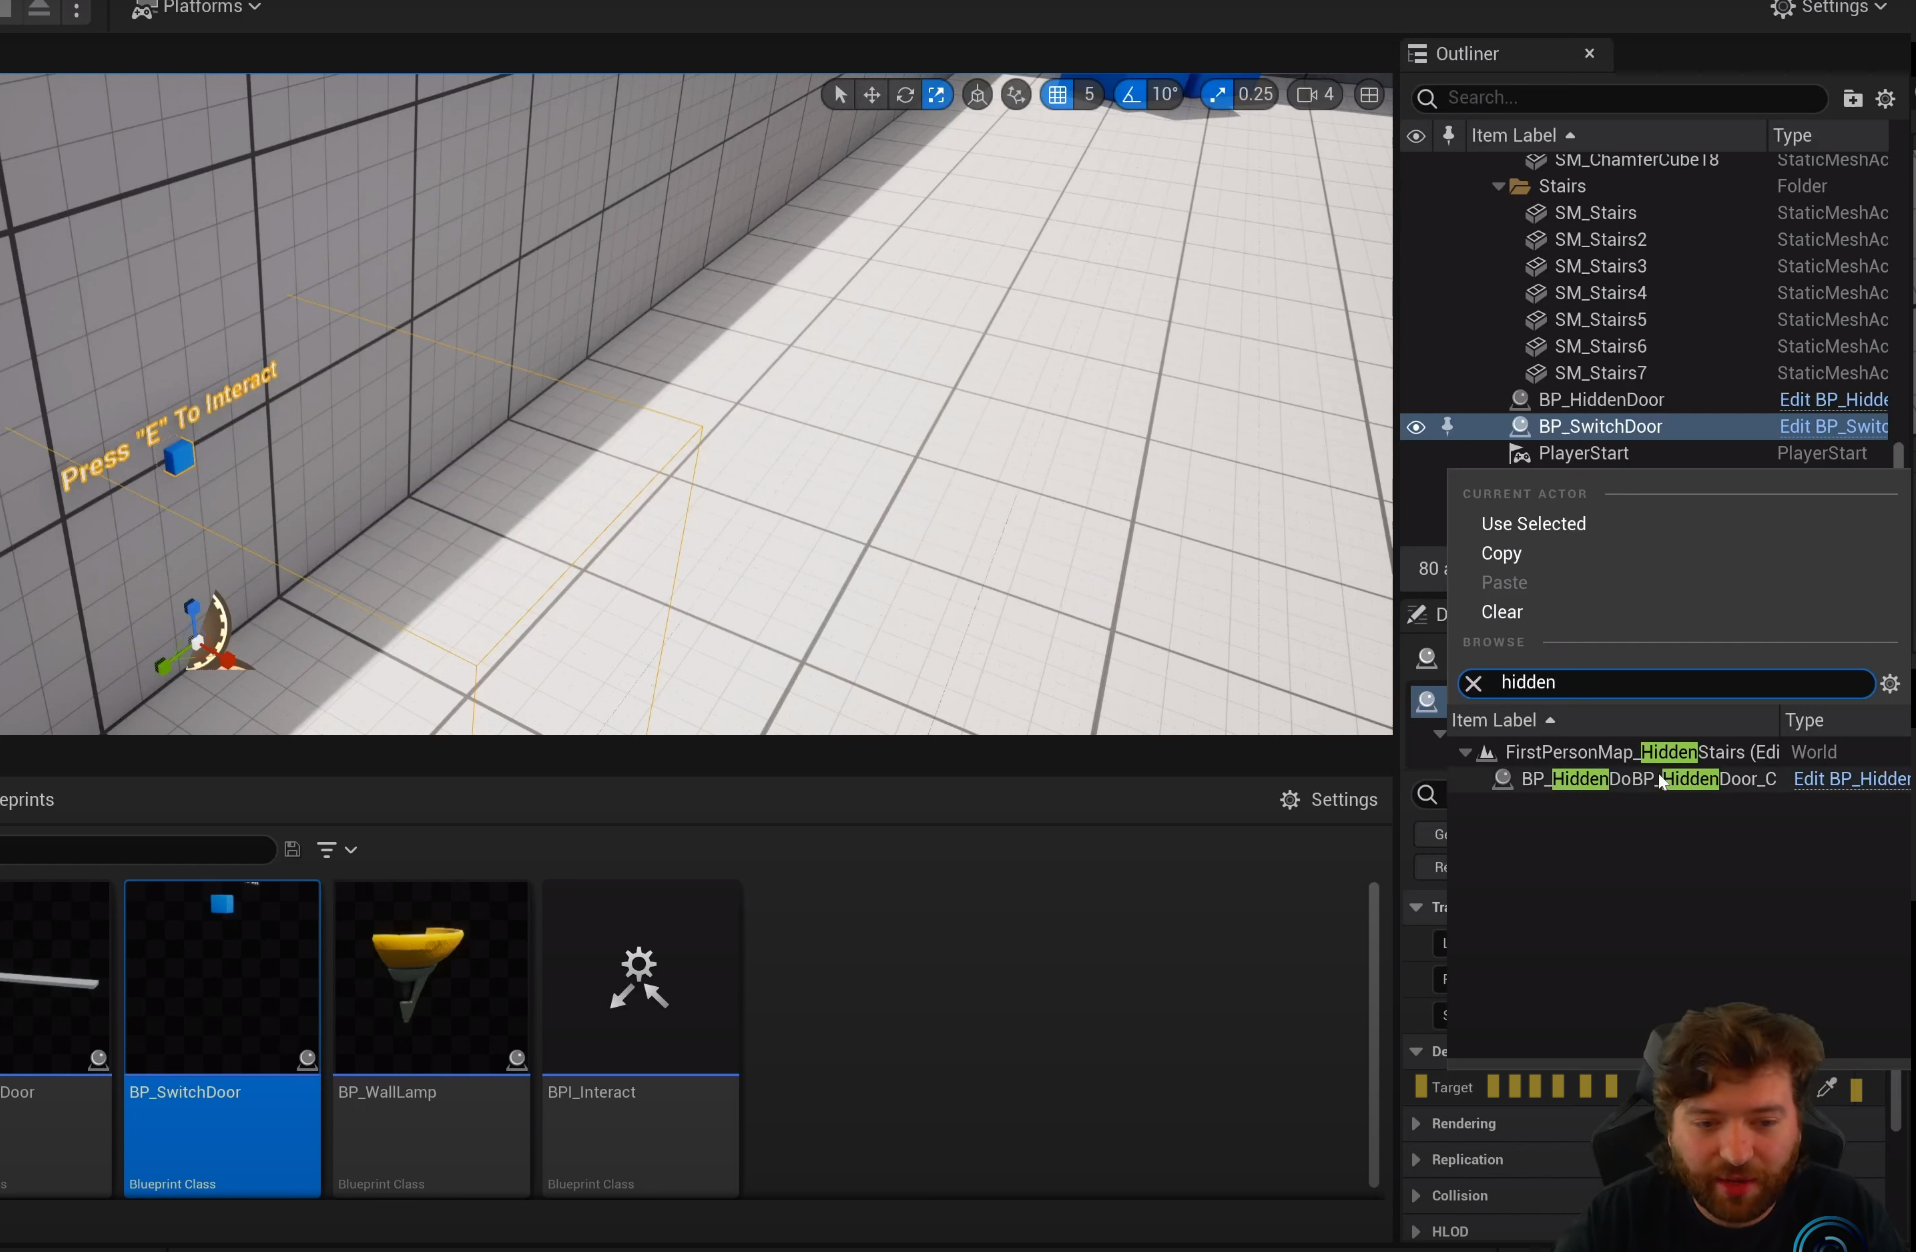 Platforms
Settings
Outliner
Search...
Item Label
Type
SM_ChamferCube18
StaticMeshAc
Stairs
Folder
SM_Stairs
StaticMeshAc
SM_Stairs2
StaticMeshAc
SM_Stairs3
StaticMeshAc
SM_Stairs4
StaticMeshAc
SM_Stairs5
StaticMeshAc
SM_Stairs6
StaticMeshAc
SM_Stairs7
StaticMeshAc
BP_HiddenDoor
Edit BP_Hidde
BP_SwitchDoor
Edit BP_Switc
PlayerStart
PlayerStart
5
10°
0.25
4
Press "E" To Interact
80 a
CURRENT ACTOR
Use Selected
Copy
Paste
Clear
BROWSE
hidden
Item Label
Type
FirstPersonMap_HiddenStairs (Edi
World
BP_HiddenDoBP_HiddenDoor_C
Edit BP_Hidden
D
Ge
Re
Tra
De
Target
Rendering
Replication
Collision
HLOD
eprints
Settings
Door
s
BP_SwitchDoor
Blueprint Class
BP_WallLamp
Blueprint Class
BPI_Interact
Blueprint Class